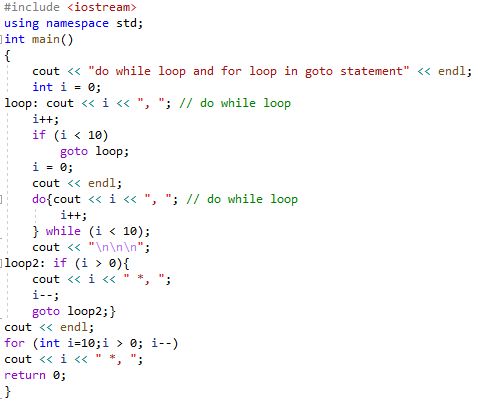 #include <iostream>
using namespace std;
int main()
{
    cout << "do while loop and for loop in goto statement" << endl;
    int i = 0;
loop: cout << i << ", "; // do while loop
    i++;
    if (i < 10)
        goto loop;
    i = 0;
    cout << endl;
    do{cout << i << ", "; // do while loop
        i++;
    } while (i < 10);
    cout << "\n\n\n";
loop2: if (i > 0){
    cout << i << " *, ";
    i--;
    goto loop2;}
cout << endl;
for (int i=10;i > 0; i--)
cout << i << " *, ";
return 0;
}